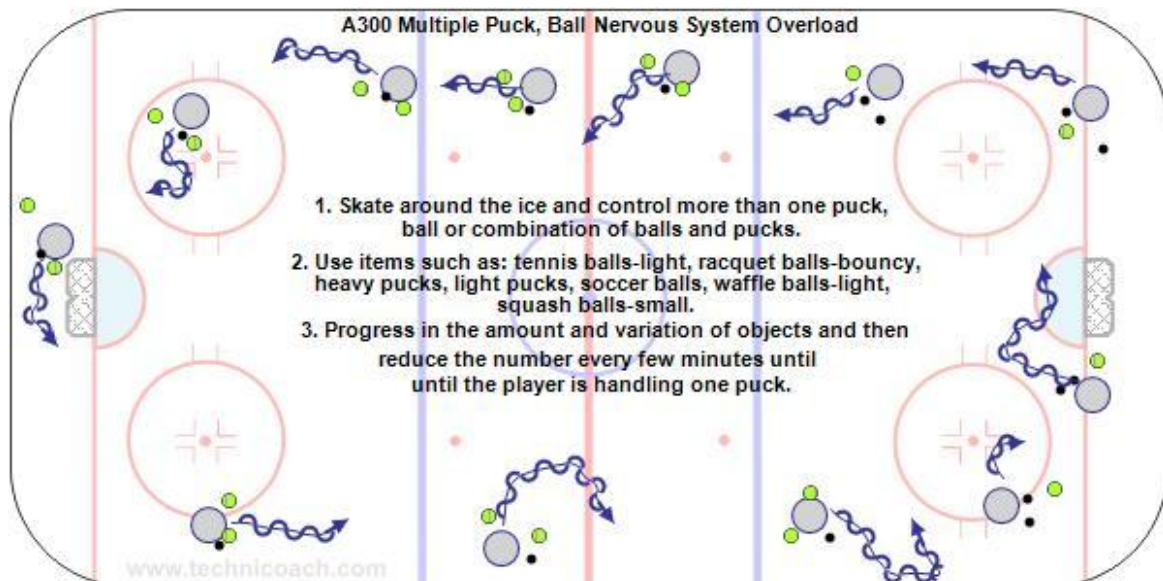 A300 Multiple Puck, Ball Nervous System Overload
1. Skate around the ice and control more than one puck,
ball or combination of balls and pucks.
2. Use items such as: tennis balls-light, racquet balls-bouncy,
heavy pucks, light pucks, soccer balls, waffle balls-light,
squash balls-small.
3. Progress in the amount and variation of objects and then
reduce the number every few minutes until
until the player is handling one puck.
www.technicoach.com